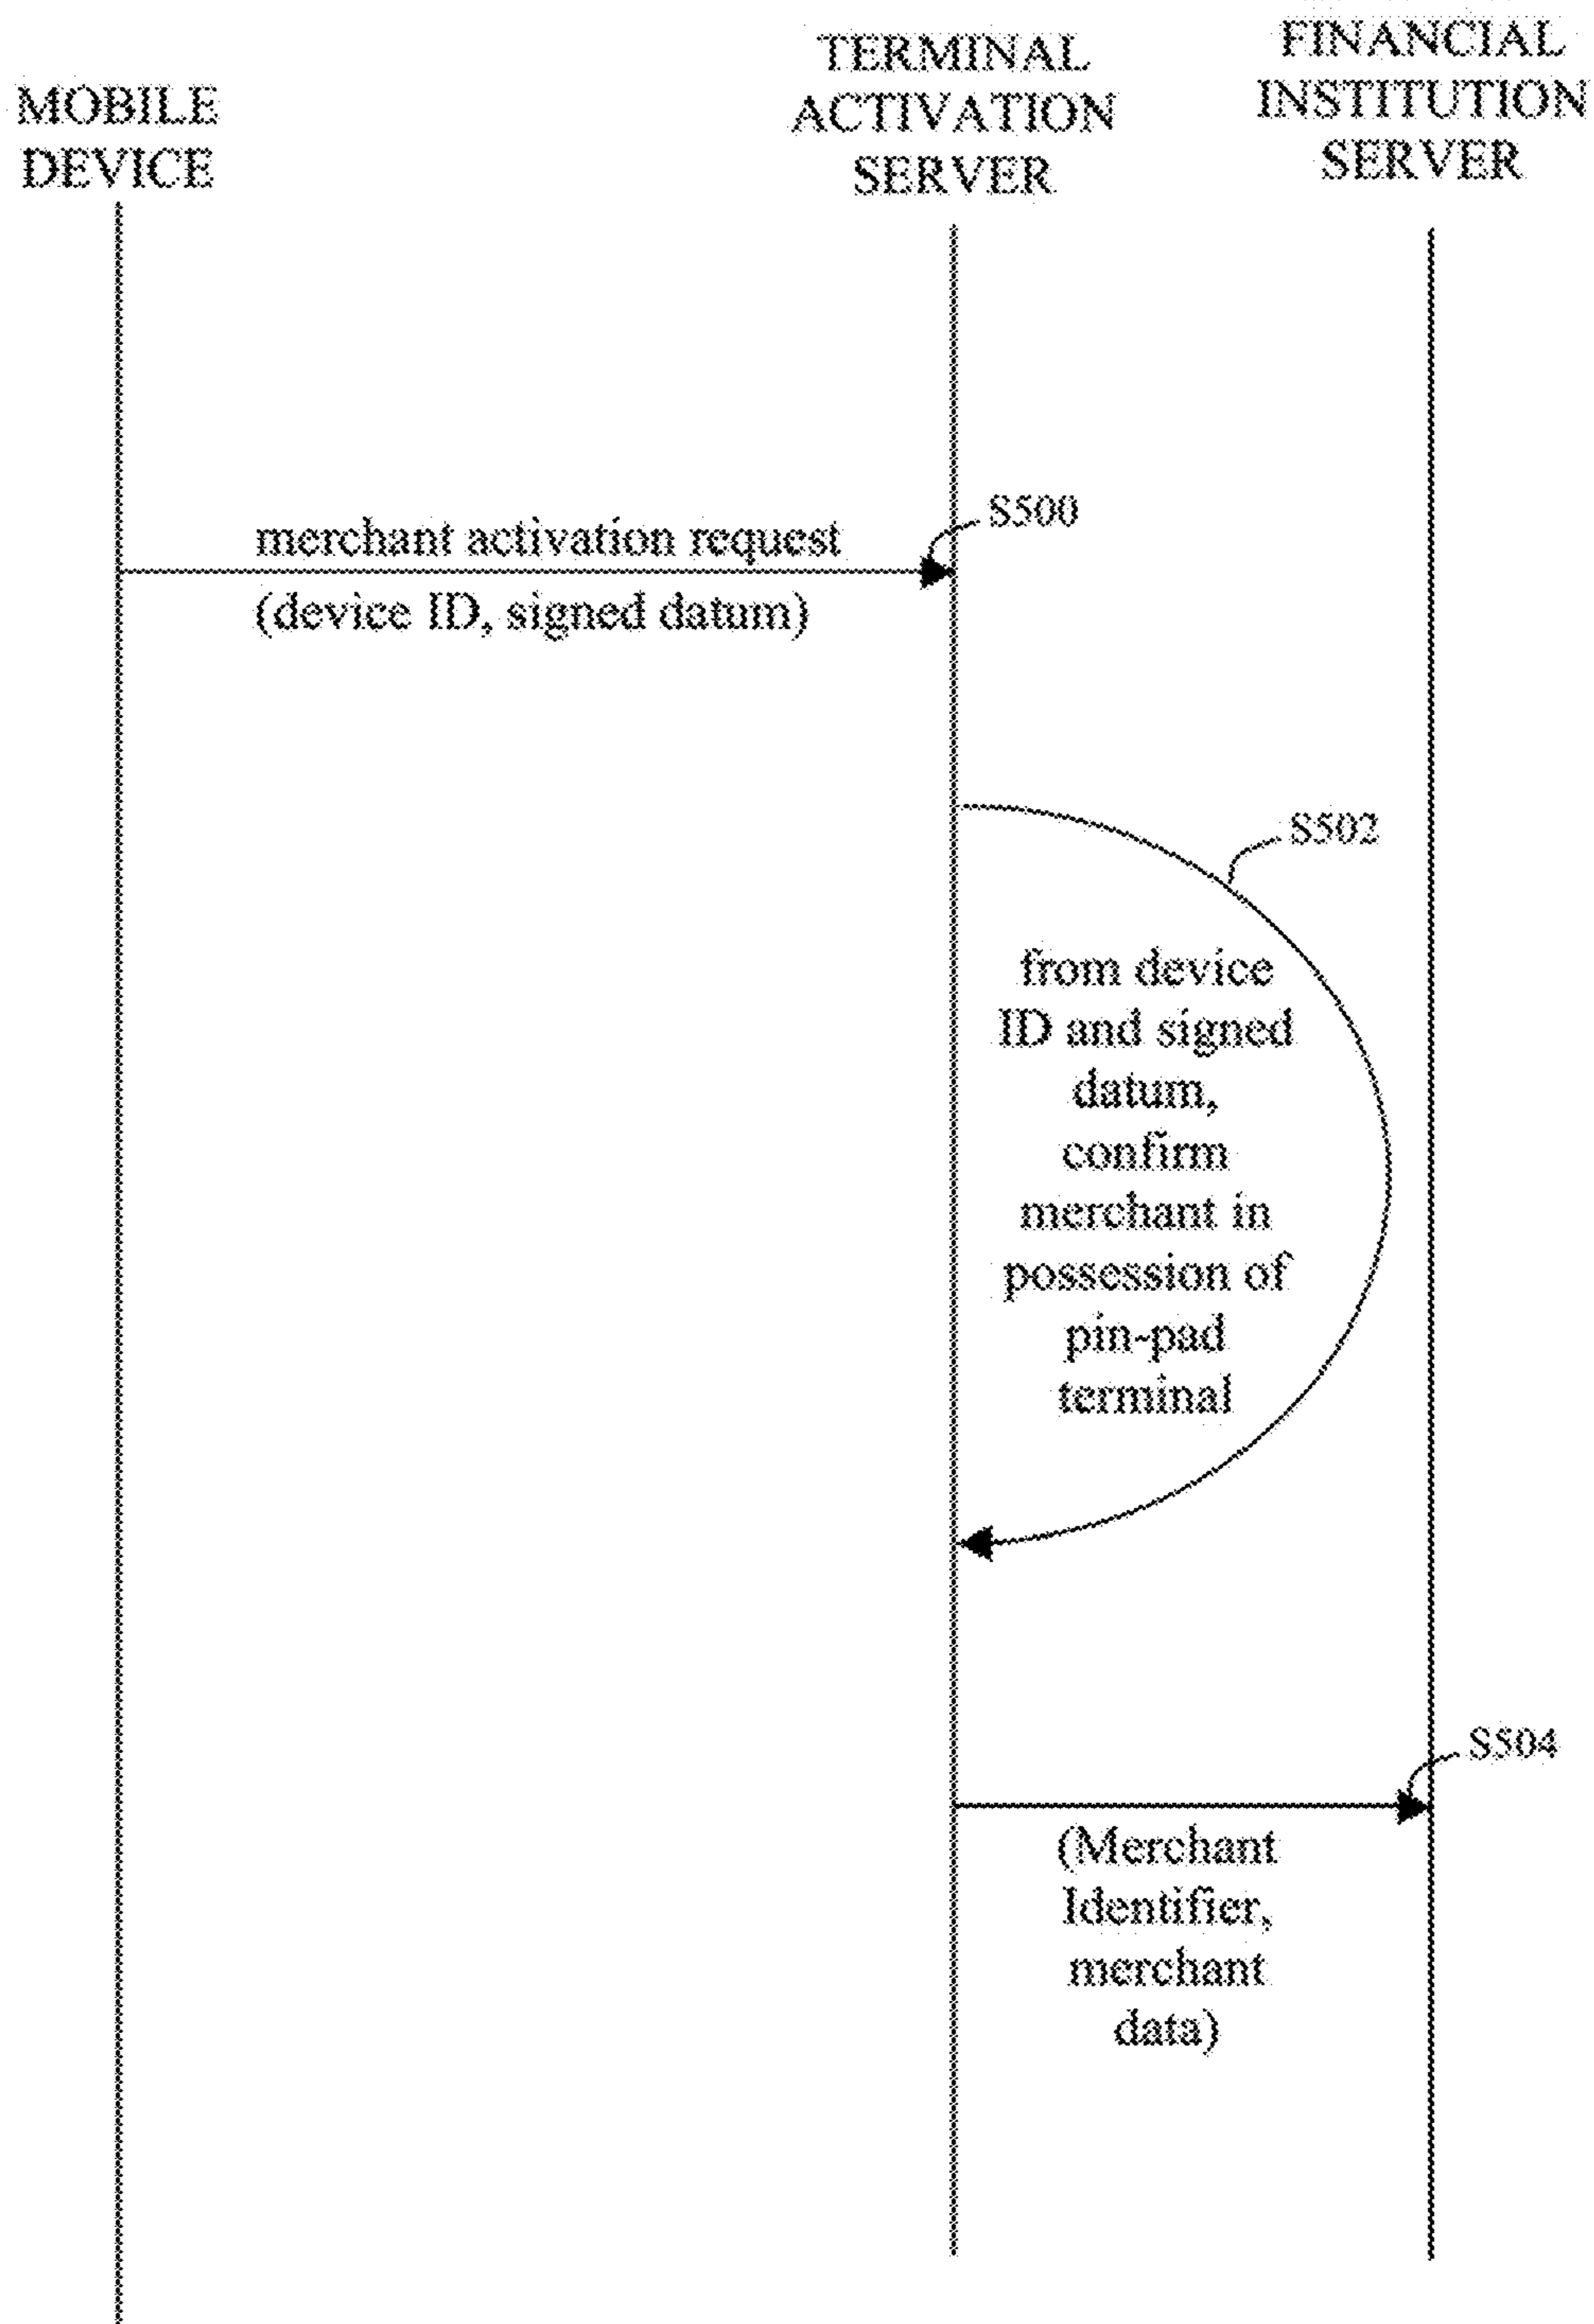 MOBILE
DEVICE
TERMINAL
ACTIVATION
SERVER
FINANCIAL
INSTITUTION
SERVER
S500
merchant activation request
(device ID, signed datum)
S502
from device
ID and signed
datum,
confirm
merchant in
possession of
pin-pad
terminal
S504
(Merchant
Identifier,
merchant
data)